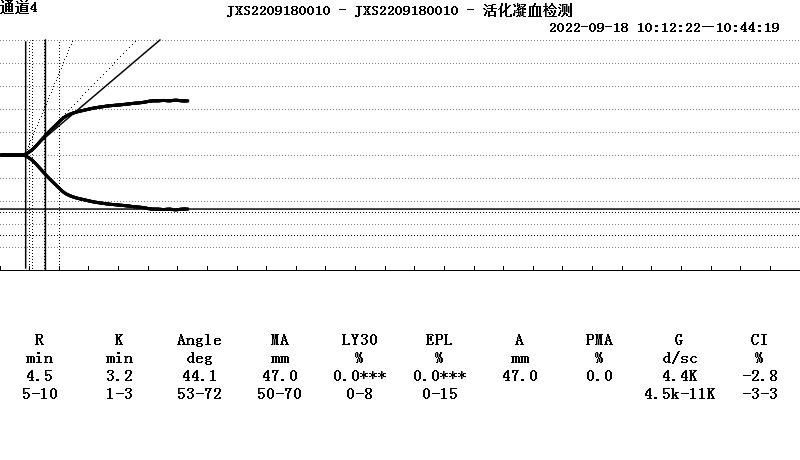 通道4
JXS2209180010 - JXS2209180010 - 活化凝血检测
2022-09-18 10:12:22—10:44:19
R K Angle MA LY30 EPL A PMA G CI
min min deg mm % % mm % d/sc %
4.5 3.2 44.1 47.0 0.0*** 0.0*** 47.0 0.0 4.4K -2.8
5-10 1-3 53-72 50-70 0-8 0-15 4.5k-11K -3-3